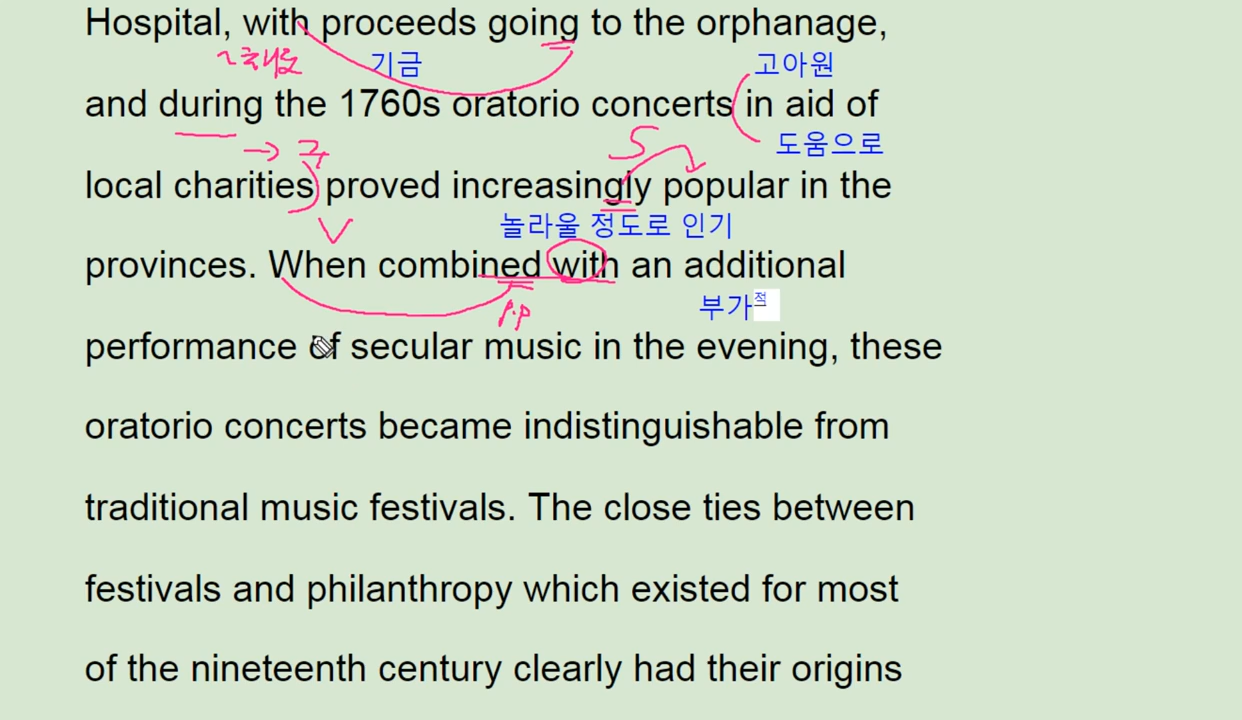 Hospital, with proceeds going to the orphanage,
기금 고아원
and during the 1760s oratorio concerts in aid of
도움으로
local charities proved increasingly popular in the
S
놀라울 정도로 인기
provinces. When combined with an additional
p.p
부가적
performance of secular music in the evening, these
oratorio concerts became indistinguishable from
traditional music festivals. The close ties between
festivals and philanthropy which existed for most
of the nineteenth century clearly had their origins